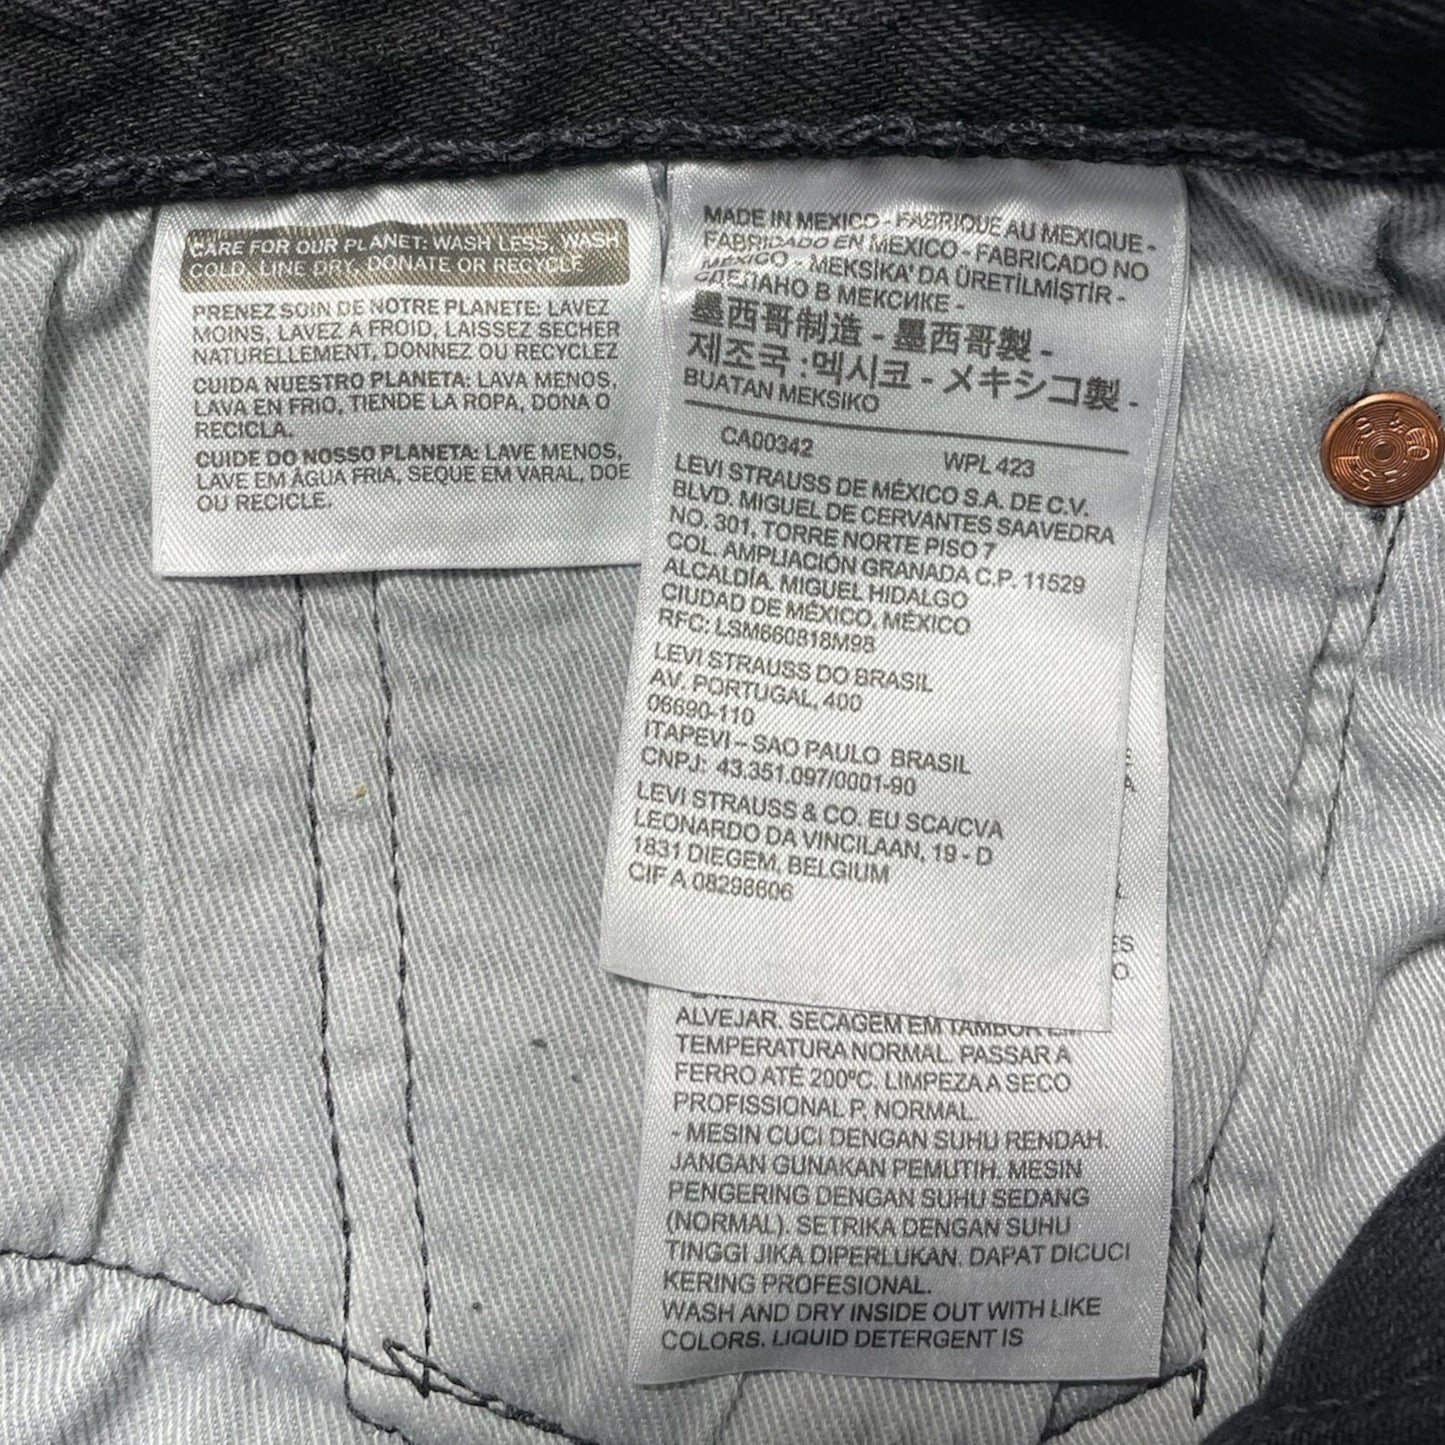 CARE FOR OUR PLANET: WASH LESS, WASH
COLD, LINE DRY, DONATE OR RECYCLE
PRENEZ SOIN DE NOTRE PLANETE: LAVEZ
MOINS, LAVEZ A FROID, LAISSEZ SECHER
NATURELLEMENT, DONNEZ OU RECYCLEZ
CUIDA NUESTRO PLANETA: LAVA MENOS,
LAVA EN FRIO, TIENDE LA ROPA, DONA O
RECICLA.
CUIDE DO NOSSO PLANETA: LAVE MENOS,
LAVE EM ÁGUA FRIA, SEQUE EM VARAL, DOE
OU RECICLE.
MADE IN MEXICO - FABRIQUE AU MEXIQUE -
FABRICADO EN MEXICO - FABRICADO NO
MÉXICO - MEKSİKA' DA ÜRETİLMİŞTİR -
СДЕЛАНО В МЕКСИКЕ -
墨西哥制造 - 墨西哥製 -
제조국 :멕시코 - メキシコ製 -
BUATAN MEKSIKO
CA00342 WPL 423
LEVI STRAUSS DE MÉXICO S.A. DE C.V.
BLVD. MIGUEL DE CERVANTES SAAVEDRA
NO. 301, TORRE NORTE PISO 7
COL. AMPLIACIÓN GRANADA C.P. 11529
ALCALDÍA. MIGUEL HIDALGO
CIUDAD DE MÉXICO, MÉXICO
RFC: LSM660818M98
LEVI STRAUSS DO BRASIL
AV. PORTUGAL, 400
06690-110
ITAPEVI – SAO PAULO BRASIL
CNPJ: 43.351.097/0001-90
LEVI STRAUSS & CO. EU SCA/CVA
LEONARDO DA VINCILAAN, 19 - D
1831 DIEGEM, BELGIUM
CIF A 08298606
ALVEJAR. SECAGEM EM TAMBOR EM
TEMPERATURA NORMAL. PASSAR A
FERRO ATÉ 200ºC. LIMPEZA A SECO
PROFISSIONAL P, NORMAL.
- MESIN CUCI DENGAN SUHU RENDAH.
JANGAN GUNAKAN PEMUTIH. MESIN
PENGERING DENGAN SUHU SEDANG
(NORMAL). SETRIKA DENGAN SUHU
TINGGI JIKA DIPERLUKAN. DAPAT DICUCI
KERING PROFESIONAL.
WASH AND DRY INSIDE OUT WITH LIKE
COLORS. LIQUID DETERGENT IS